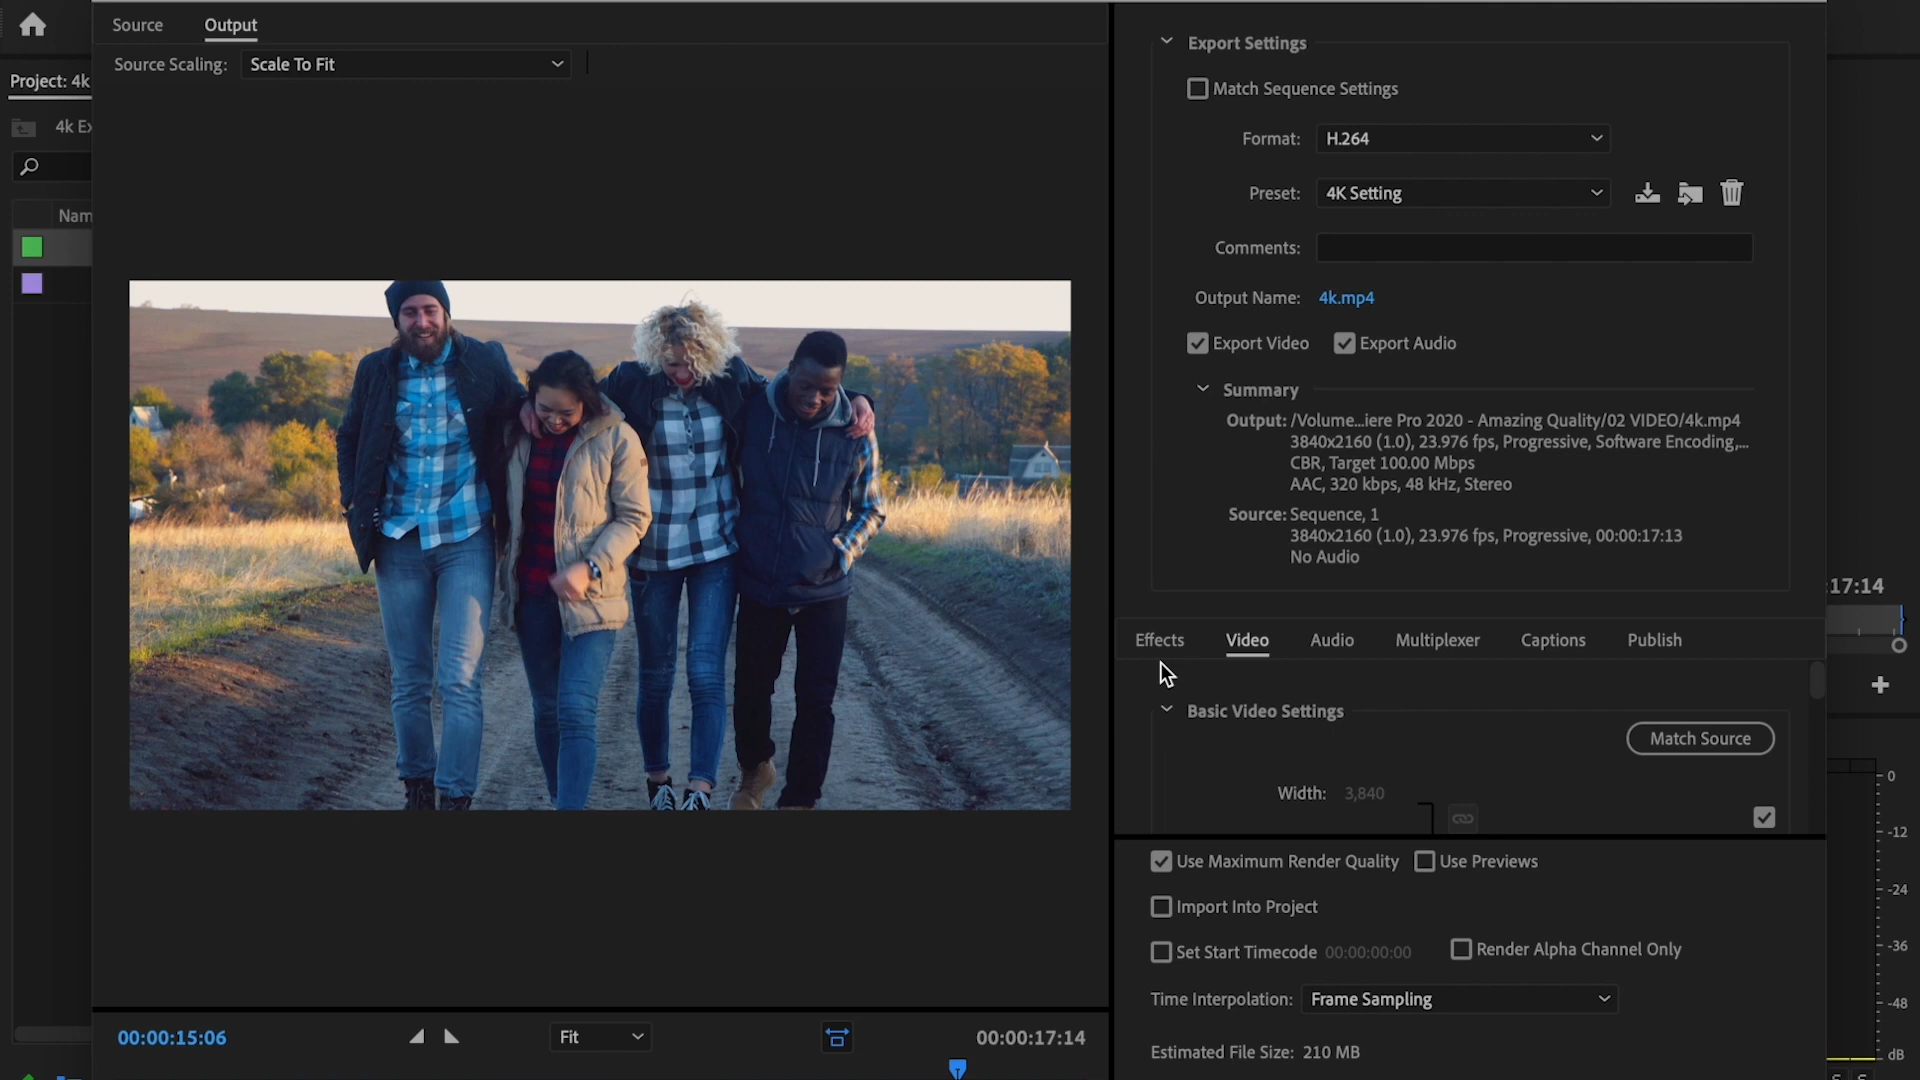 Source
Output
Project: 4k
Source Scaling:
Scale To Fit
4k Ex
Nam
Export Settings
Match Sequence Settings
Format:
H.264
Preset:
4K Setting
Comments:
Output Name:
4k.mp4
Export Video
Export Audio
Summary
Output: /Volume...iere Pro 2020 - Amazing Quality/02 VIDEO/4k.mp4
3840x2160 (1.0), 23.976 fps, Progressive, Software Encoding,...
CBR, Target 100.00 Mbps
AAC, 320 kbps, 48 kHz, Stereo
Source: Sequence, 1
3840x2160 (1.0), 23.976 fps, Progressive, 00:00:17:13
No Audio
:17:14
Effects
Video
Audio
Multiplexer
Captions
Publish
Basic Video Settings
Match Source
Width:
3,840
Use Maximum Render Quality
Use Previews
Import Into Project
Set Start Timecode
00:00:00:00
Render Alpha Channel Only
Time Interpolation:
Frame Sampling
Estimated File Size: 210 MB
00:00:15:06
Fit
00:00:17:14
0
-12
-24
-36
-48
dB